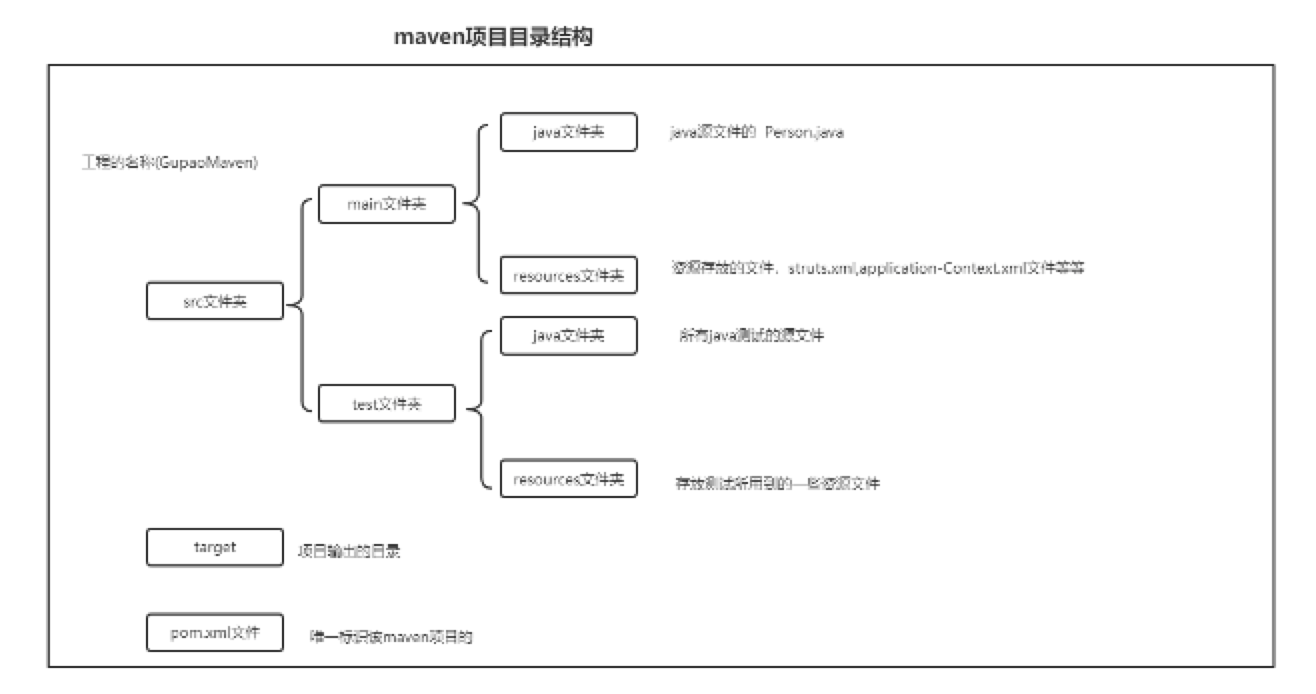 maven项目目录结构
工程的名称(GupaoMaven)
java文件夹
java源文件的 Person.java
main文件夹
resources文件夹
资源存放的文件、struts.xml,application-Context.xml文件等等
src文件夹
java文件夹
所有java测试的源文件
test文件夹
resources文件夹
存放测试所用到的一些资源文件
target
项目输出的目录
pom.xml文件
唯一标识该maven项目的